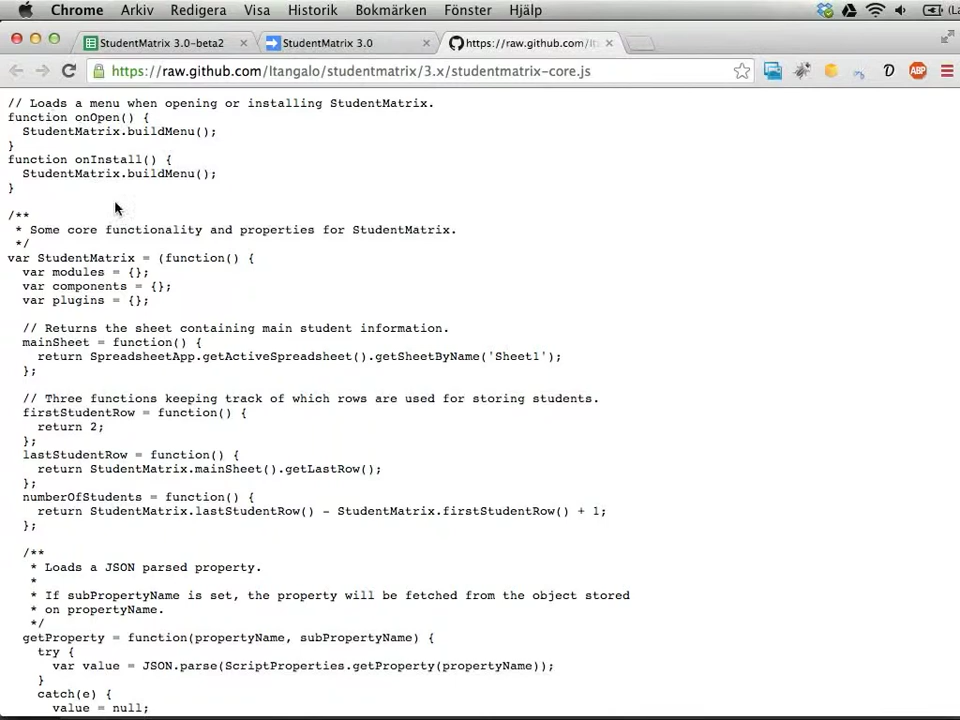 Chrome Arkiv Redigera Visa Historik Bokmärken Fönster Hjälp
StudentMatrix 3.0-beta2 StudentMatrix 3.0 https://raw.github.com/lta
https://raw.github.com/Itangalo/studentmatrix/3.x/studentmatrix-core.js
// Loads a menu when opening or installing StudentMatrix.
function onOpen() {
StudentMatrix.buildMenu();
}
function onInstall() {
StudentMatrix.buildMenu();
}
/**
* Some core functionality and properties for StudentMatrix.
*/
var StudentMatrix = (function() {
var modules = {};
var components = {};
var plugins = {};
// Returns the sheet containing main student information.
mainSheet = function() {
return SpreadsheetApp.getActiveSpreadsheet().getSheetByName('Sheet1');
};
// Three functions keeping track of which rows are used for storing students.
firstStudentRow = function() {
return 2;
};
lastStudentRow = function() {
return StudentMatrix.mainSheet().getLastRow();
};
numberOfStudents = function() {
return StudentMatrix.lastStudentRow() - StudentMatrix.firstStudentRow() + 1;
};
/**
* Loads a JSON parsed property.
*
* If subPropertyName is set, the property will be fetched from the object stored
* on propertyName.
*/
getProperty = function(propertyName, subPropertyName) {
try {
var value = JSON.parse(ScriptProperties.getProperty(propertyName));
}
catch(e) {
value = null;